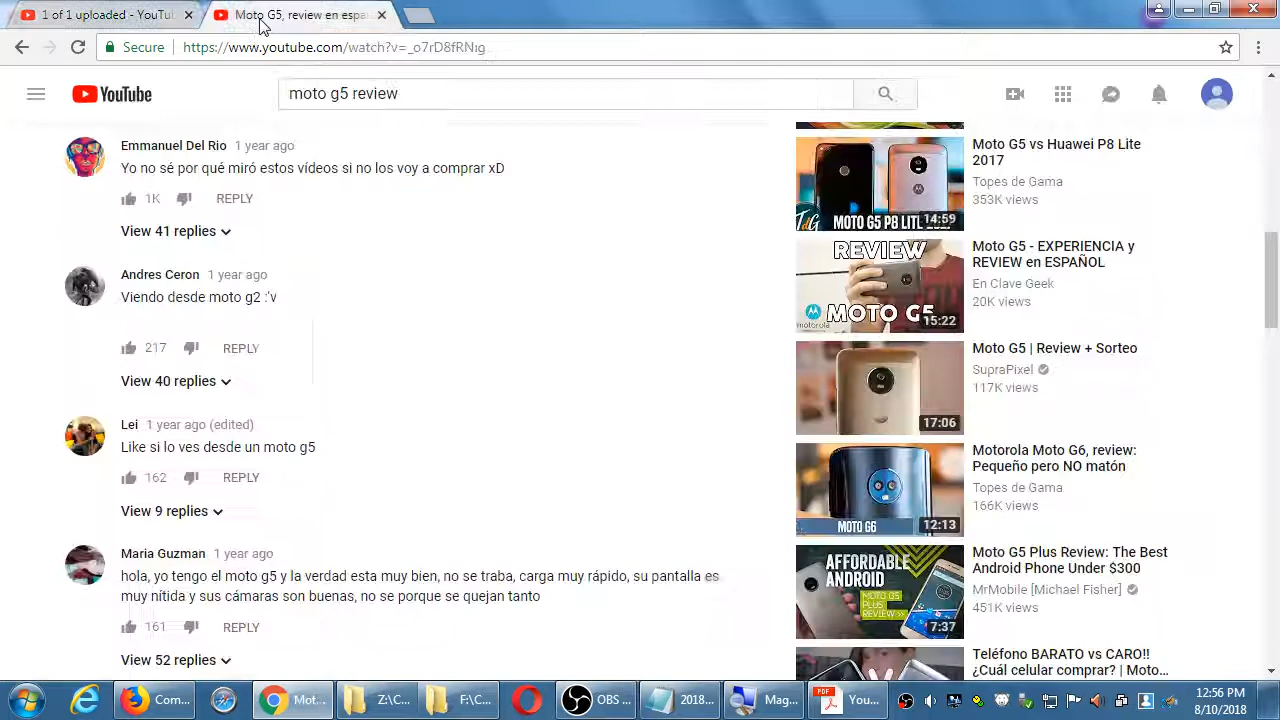 1 of 1 uploaded - YouTu
Moto G5, review en espa
Secure
https://www.youtube.com/watch?v=_o7rD8fRNig
YouTube
moto g5 review
Emmanuel Del Rio 1 year ago
Yo no sé por qué miró estos vídeos si no los voy a comprar xD
1K REPLY
View 41 replies
Andres Ceron 1 year ago
Viendo desde moto g2 :'v
217 REPLY
View 40 replies
Lei 1 year ago (edited)
Like si lo ves desde un moto g5
162 REPLY
View 9 replies
Maria Guzman 1 year ago
hola, yo tengo el moto g5 y la verdad esta muy bien, no se traba, carga muy rápido, su pantalla es
muy nítida y sus cámaras son buenas, no se porque se quejan tanto
REPLY
View 52 replies
MOTO G5 P8 LITE
14:59
Moto G5 vs Huawei P8 Lite
2017
Topes de Gama
353K views
REVIEW
MOTO G5
motorola
15:22
Moto G5 - EXPERIENCIA y
REVIEW en ESPAÑOL
En Clave Geek
20K views
17:06
Moto G5 | Review + Sorteo
SupraPixel
117K views
MOTO G6
12:13
Motorola Moto G6, review:
Pequeño pero NO matón
Topes de Gama
166K views
AFFORDABLE
ANDROID
MOTO G5
PLUS
REVIEW >>
7:37
Moto G5 Plus Review: The Best
Android Phone Under $300
MrMobile [Michael Fisher]
451K views
Teléfono BARATO vs CARO!!
¿Cuál celular comprar? | Moto...
Com...
Mot...
Z:\C...
F:\C...
OBS ...
2018...
Mag...
PDF
You...
12:56 PM
8/10/2018